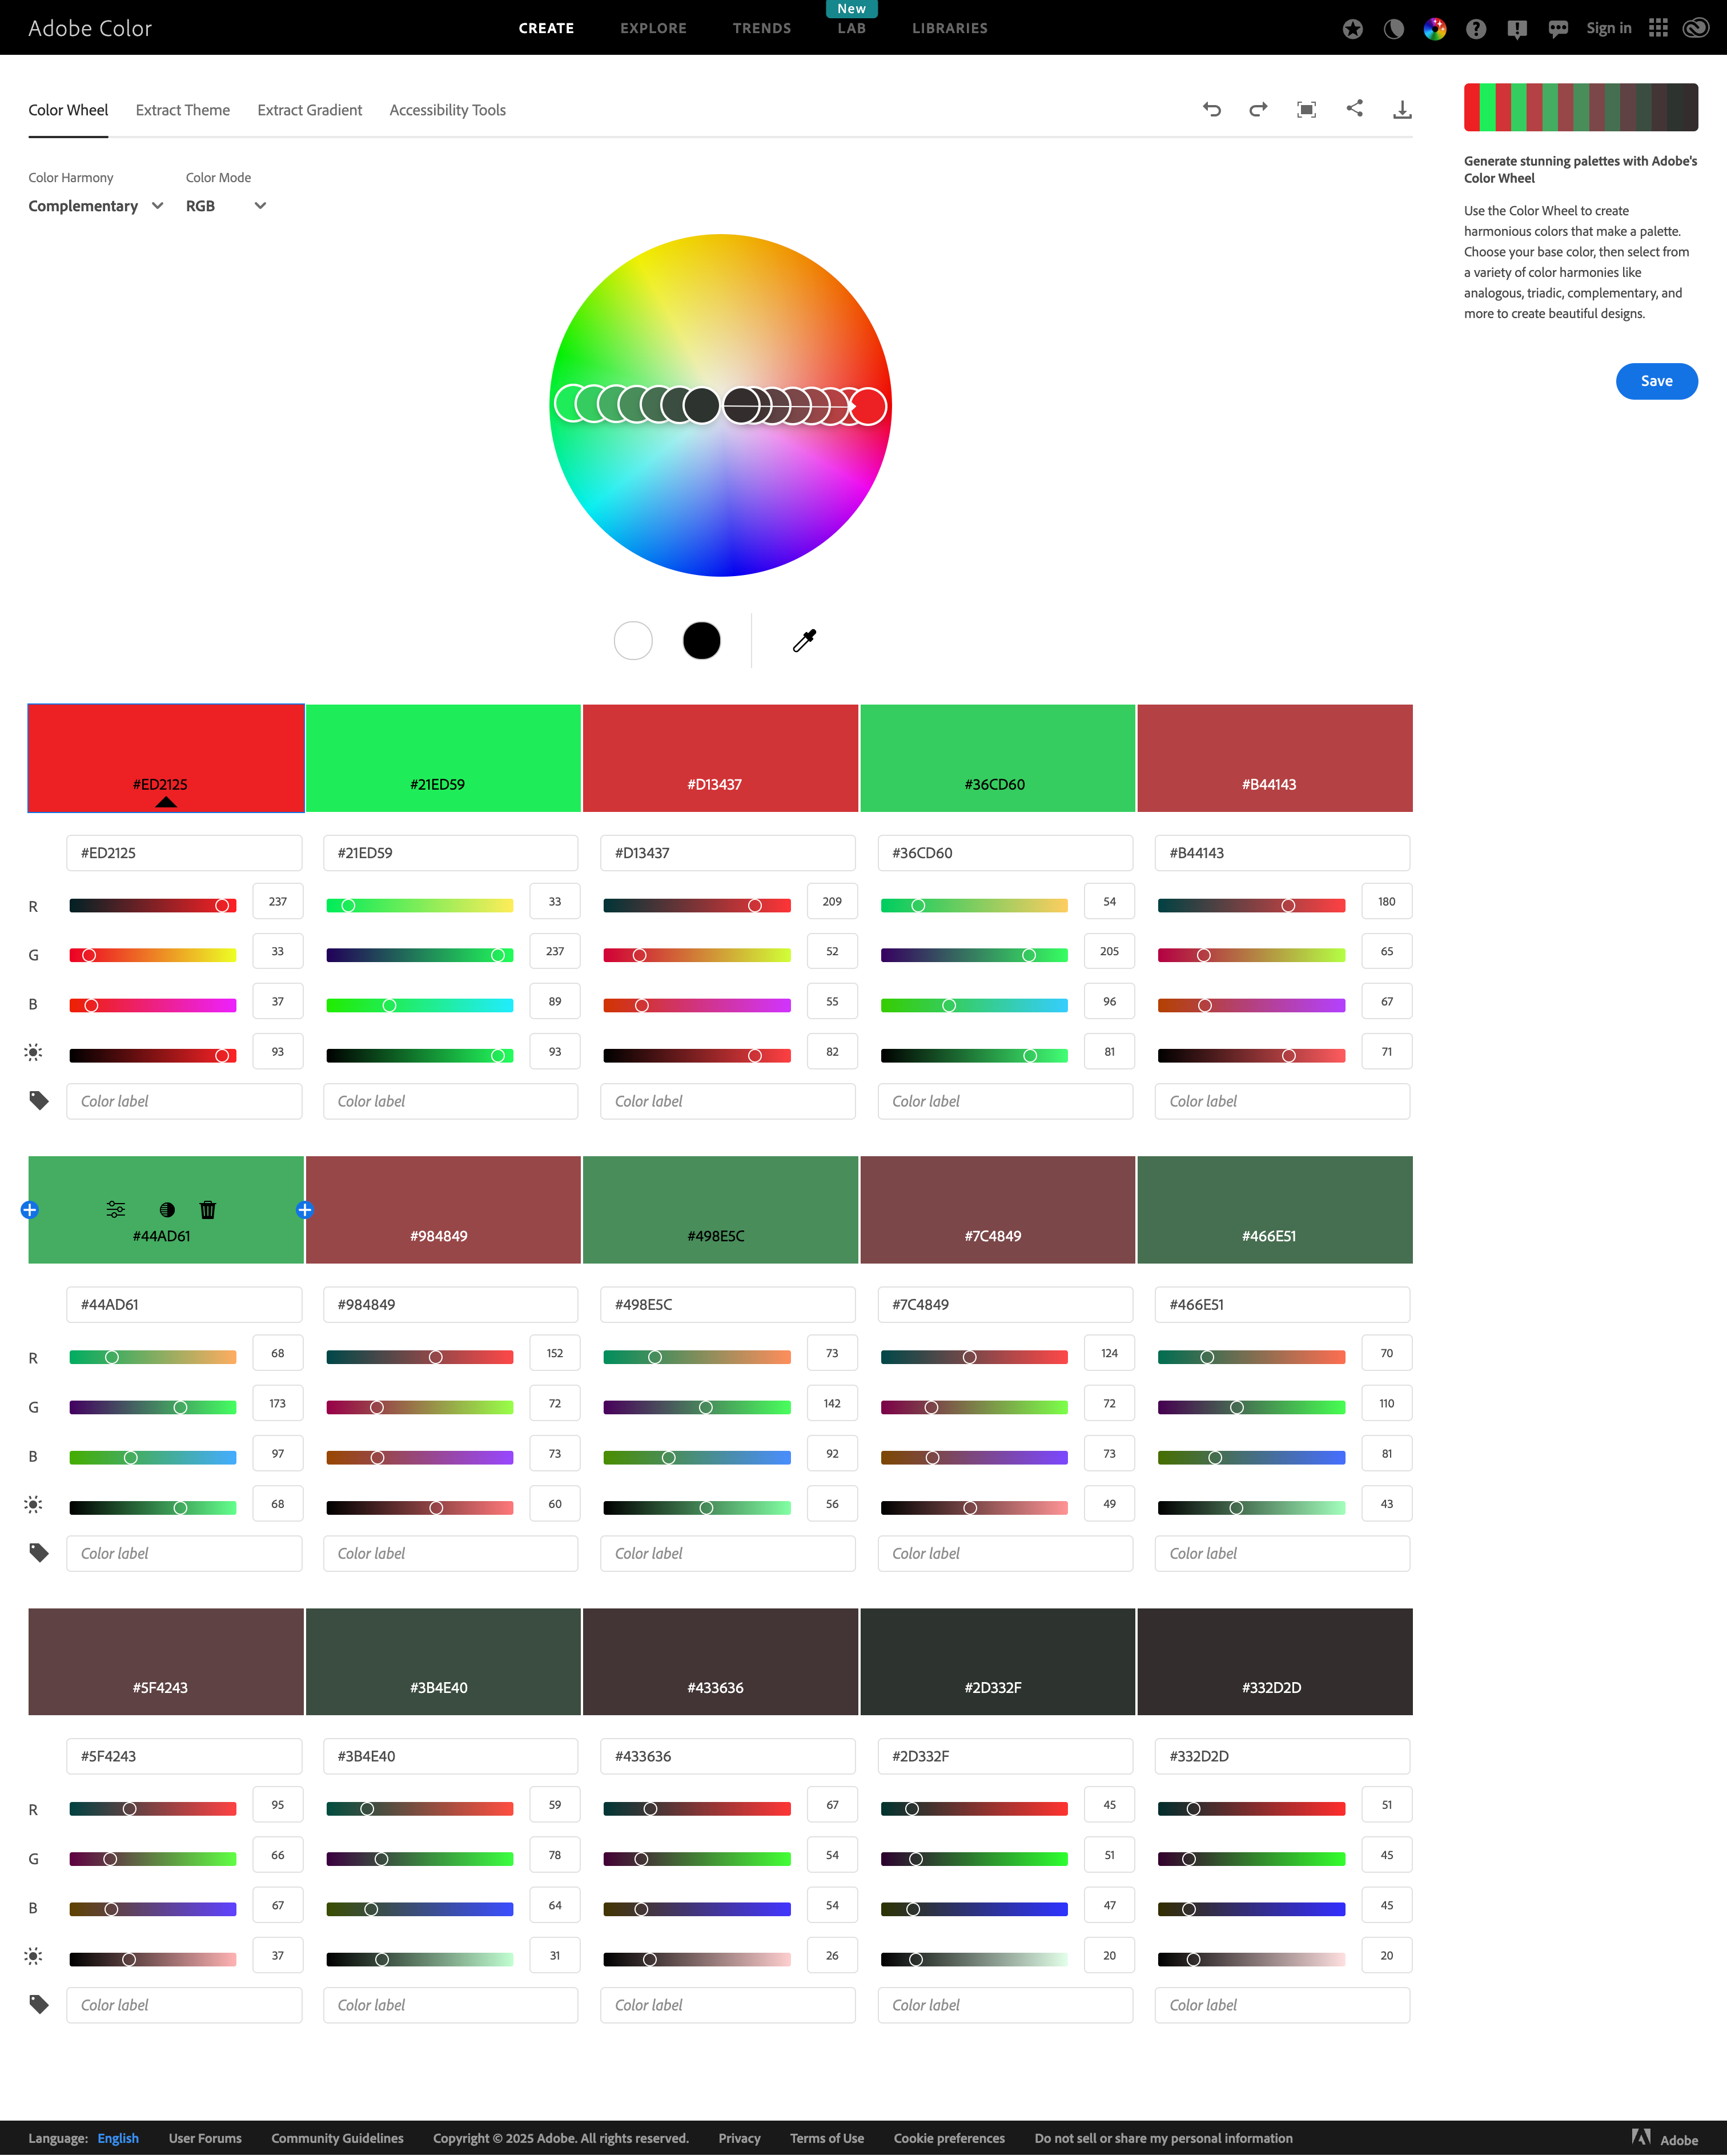 Adobe Color
CREATE
EXPLORE
TRENDS
New
LAB
LIBRARIES
Sign in
Color Wheel
Extract Theme
Extract Gradient
Accessibility Tools
Color Harmony
Color Mode
Complementary
RGB
Generate stunning palettes with Adobe's
Color Wheel
Use the Color Wheel to create
harmonious colors that make a palette.
Choose your base color, then select from
a variety of color harmonies like
analogous, triadic, complementary, and
more to create beautiful designs.
Save
#ED2125 #21ED59 #D13437 #36CD60 #B44143
#ED2125 #21ED59 #D13437 #36CD60 #B44143
R 237 33 209 54 180
G 33 237 52 205 65
B 37 89 55 96 67
93 93 82 81 71
Color label Color label Color label Color label Color label
#44AD61 #984849 #498E5C #7C4849 #466E51
#44AD61 #984849 #498E5C #7C4849 #466E51
R 68 152 73 124 70
G 173 72 142 72 110
B 97 73 92 73 81
68 60 56 49 43
Color label Color label Color label Color label Color label
#5F4243 #3B4E40 #433636 #2D332F #332D2D
#5F4243 #3B4E40 #433636 #2D332F #332D2D
R 95 59 67 45 51
G 66 78 54 51 45
B 67 64 54 47 45
37 31 26 20 20
Color label Color label Color label Color label Color label
Language: English User Forums Community Guidelines Copyright © 2025 Adobe. All rights reserved. Privacy Terms of Use Cookie preferences Do not sell or share my personal information Adobe